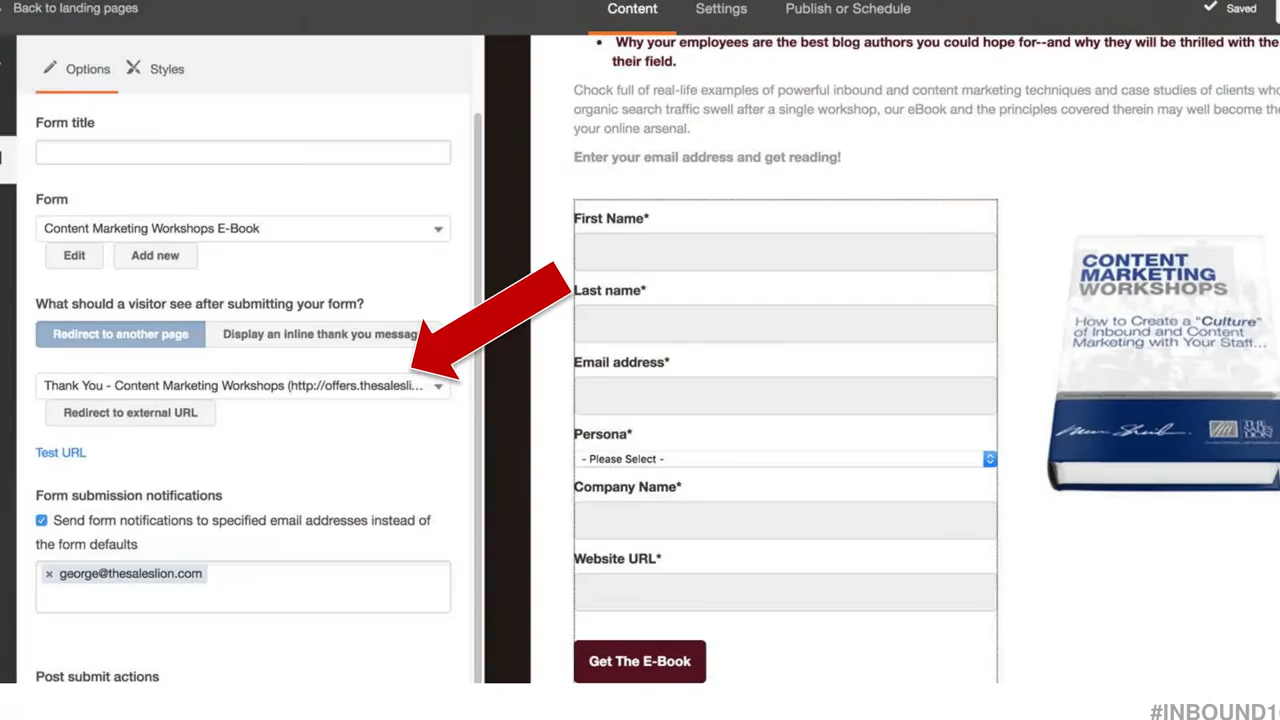 Back to landing pages
Content
Settings
Publish or Schedule
Saved
Options
Styles
Form title
Form
Content Marketing Workshops E-Book
Edit
Add new
What should a visitor see after submitting your form?
Redirect to another page
Display an inline thank you messag
Thank You - Content Marketing Workshops (http://offers.thesalesli...
Redirect to external URL
Test URL
Form submission notifications
Send form notifications to specified email addresses instead of
the form defaults
× george@thesaleslion.com
Post submit actions
• Why your employees are the best blog authors you could hope for--and why they will be thrilled with the
their field.
Chock full of real-life examples of powerful inbound and content marketing techniques and case studies of clients who
organic search traffic swell after a single workshop, our eBook and the principles covered therein may well become the
your online arsenal.
Enter your email address and get reading!
First Name*
Last name*
Email address*
Persona*
- Please Select -
Company Name*
Website URL*
Get The E-Book
CONTENT
MARKETING
WORKSHOPS
How to Create a "Culture"
of Inbound and Content
Marketing with Your Staff...
#INBOUND1